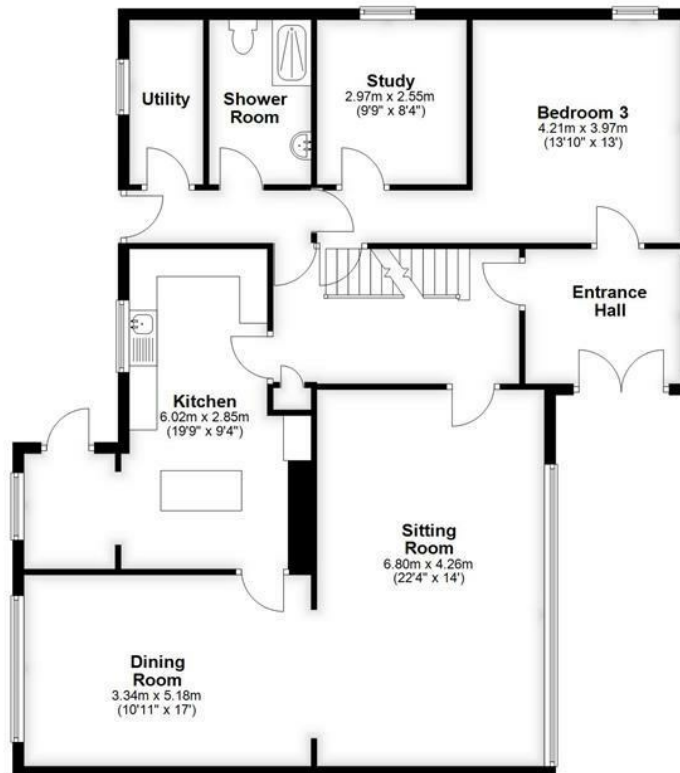 Utility
Shower
Room
Study
2.97m x 2.55m
(9'9" x 8'4")
Bedroom 3
4.21m x 3.97m
(13'10" x 13')
Entrance
Hall
Kitchen
6.02m x 2.85m
(19'9" x 9'4")
Sitting
Room
6.80m x 4.26m
(22'4" x 14')
Dining
Room
3.34m x 5.18m
(10'11" x 17')